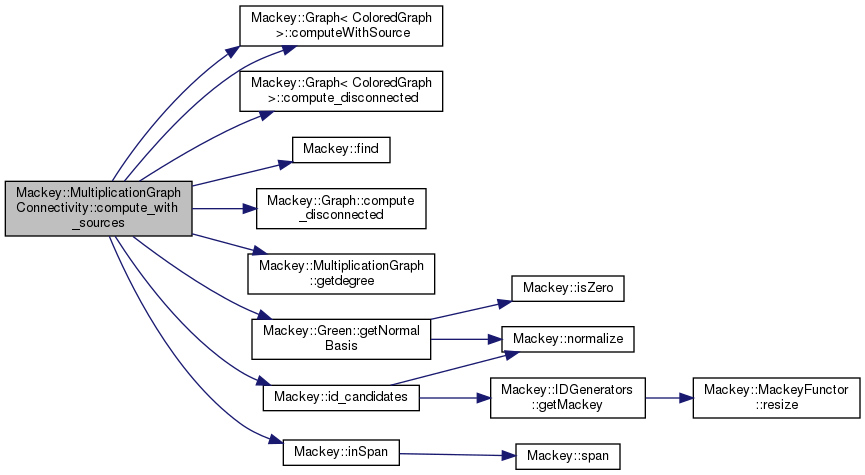 Mackey::MultiplicationGraph
Connectivity::compute_with
_sources
Mackey::Graph< ColoredGraph
>::computeWithSource
Mackey::Graph< ColoredGraph
>::compute_disconnected
Mackey::find
Mackey::Graph::compute
_disconnected
Mackey::MultiplicationGraph
::getdegree
Mackey::Green::getNormal
Basis
Mackey::id_candidates
Mackey::inSpan
Mackey::isZero
Mackey::normalize
Mackey::IDGenerators
::getMackey
Mackey::span
Mackey::MackeyFunctor
::resize